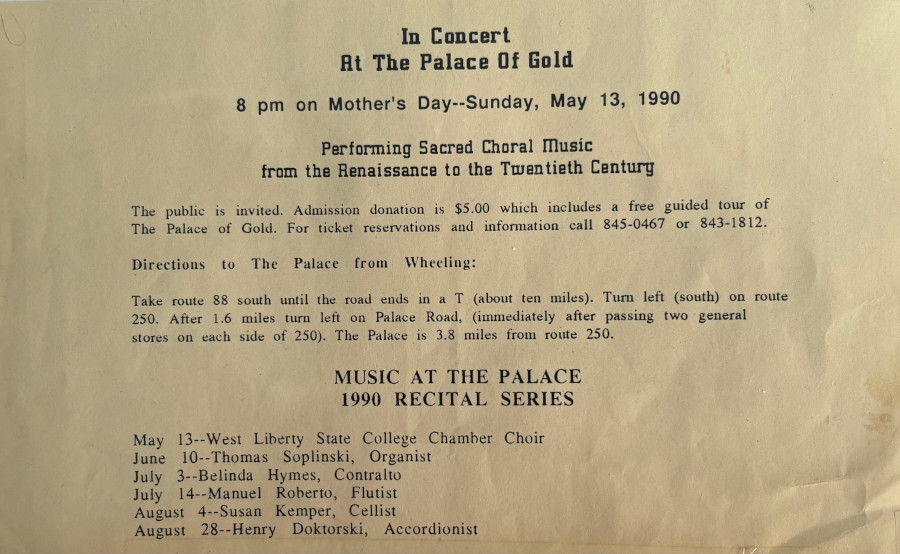 In Concert
At The Palace Of Gold
8 pm on Mother's Day--Sunday, May 13, 1990
Performing Sacred Choral Music
from the Renaissance to the Twentieth Century
The public is invited. Admission donation is $5.00 which includes a free guided tour of
The Palace of Gold. For ticket reservations and information call 845-0467 or 843-1812.
Directions to The Palace from Wheeling:
Take route 88 south until the road ends in a T (about ten miles). Turn left (south) on route
250. After 1.6 miles turn left on Palace Road, (immediately after passing two general
stores on each side of 250). The Palace is 3.8 miles from route 250.
MUSIC AT THE PALACE
1990 RECITAL SERIES
May 13--West Liberty State College Chamber Choir
June 10--Thomas Soplinski, Organist
July 3--Belinda Hymes, Contralto
July 14--Manuel Roberto, Flutist
August 4--Susan Kemper, Cellist
August 28--Henry Doktorski, Accordionist